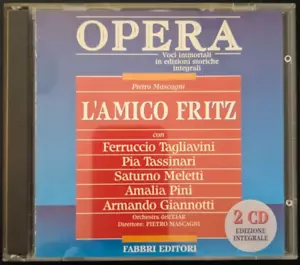 OPERA
Voci immortali
in edizioni storiche
integrali
Pietro Mascagni
L'AMICO FRITZ
con
Ferruccio Tagliavini
Pia Tassinari
Saturno Meletti
Amalia Pini
Armando Giannotti
Orchestra dell'EIAR
Direttore: PIETRO MASCAGNI
2 CD
EDIZIONE
INTEGRALE
FABBRI EDITORI